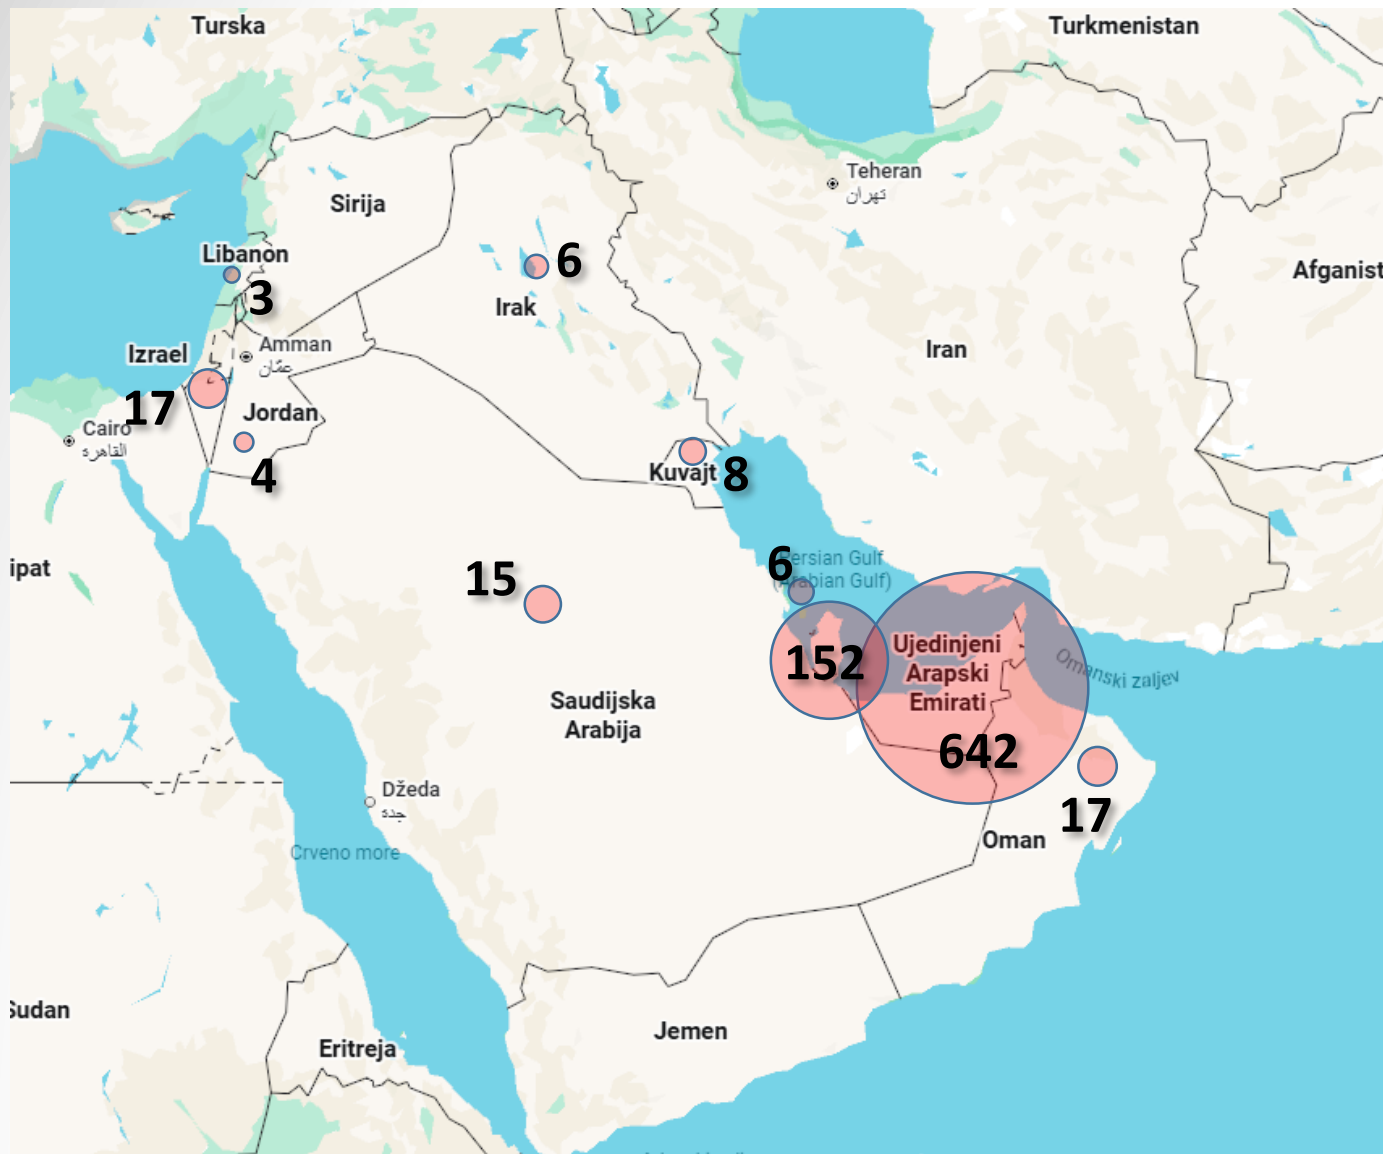 Turska
Turkmenistan
Teheran
تهران
Sirija
Libanon
6
Afganist
3
Irak
Amman
عمّان
Izrael
Iran
17
Jordan
Cairo
القاهرة
4
Kuvajt
8
ipat
15
6
Persian Gulf
(Arabian Gulf)
152
Ujedinjeni
Arapski
Emirati
Omanski zaljev
642
Saudijska
Arabija
Džeda
جدة
17
Oman
Crveno more
Sudan
Jemen
Eritreja